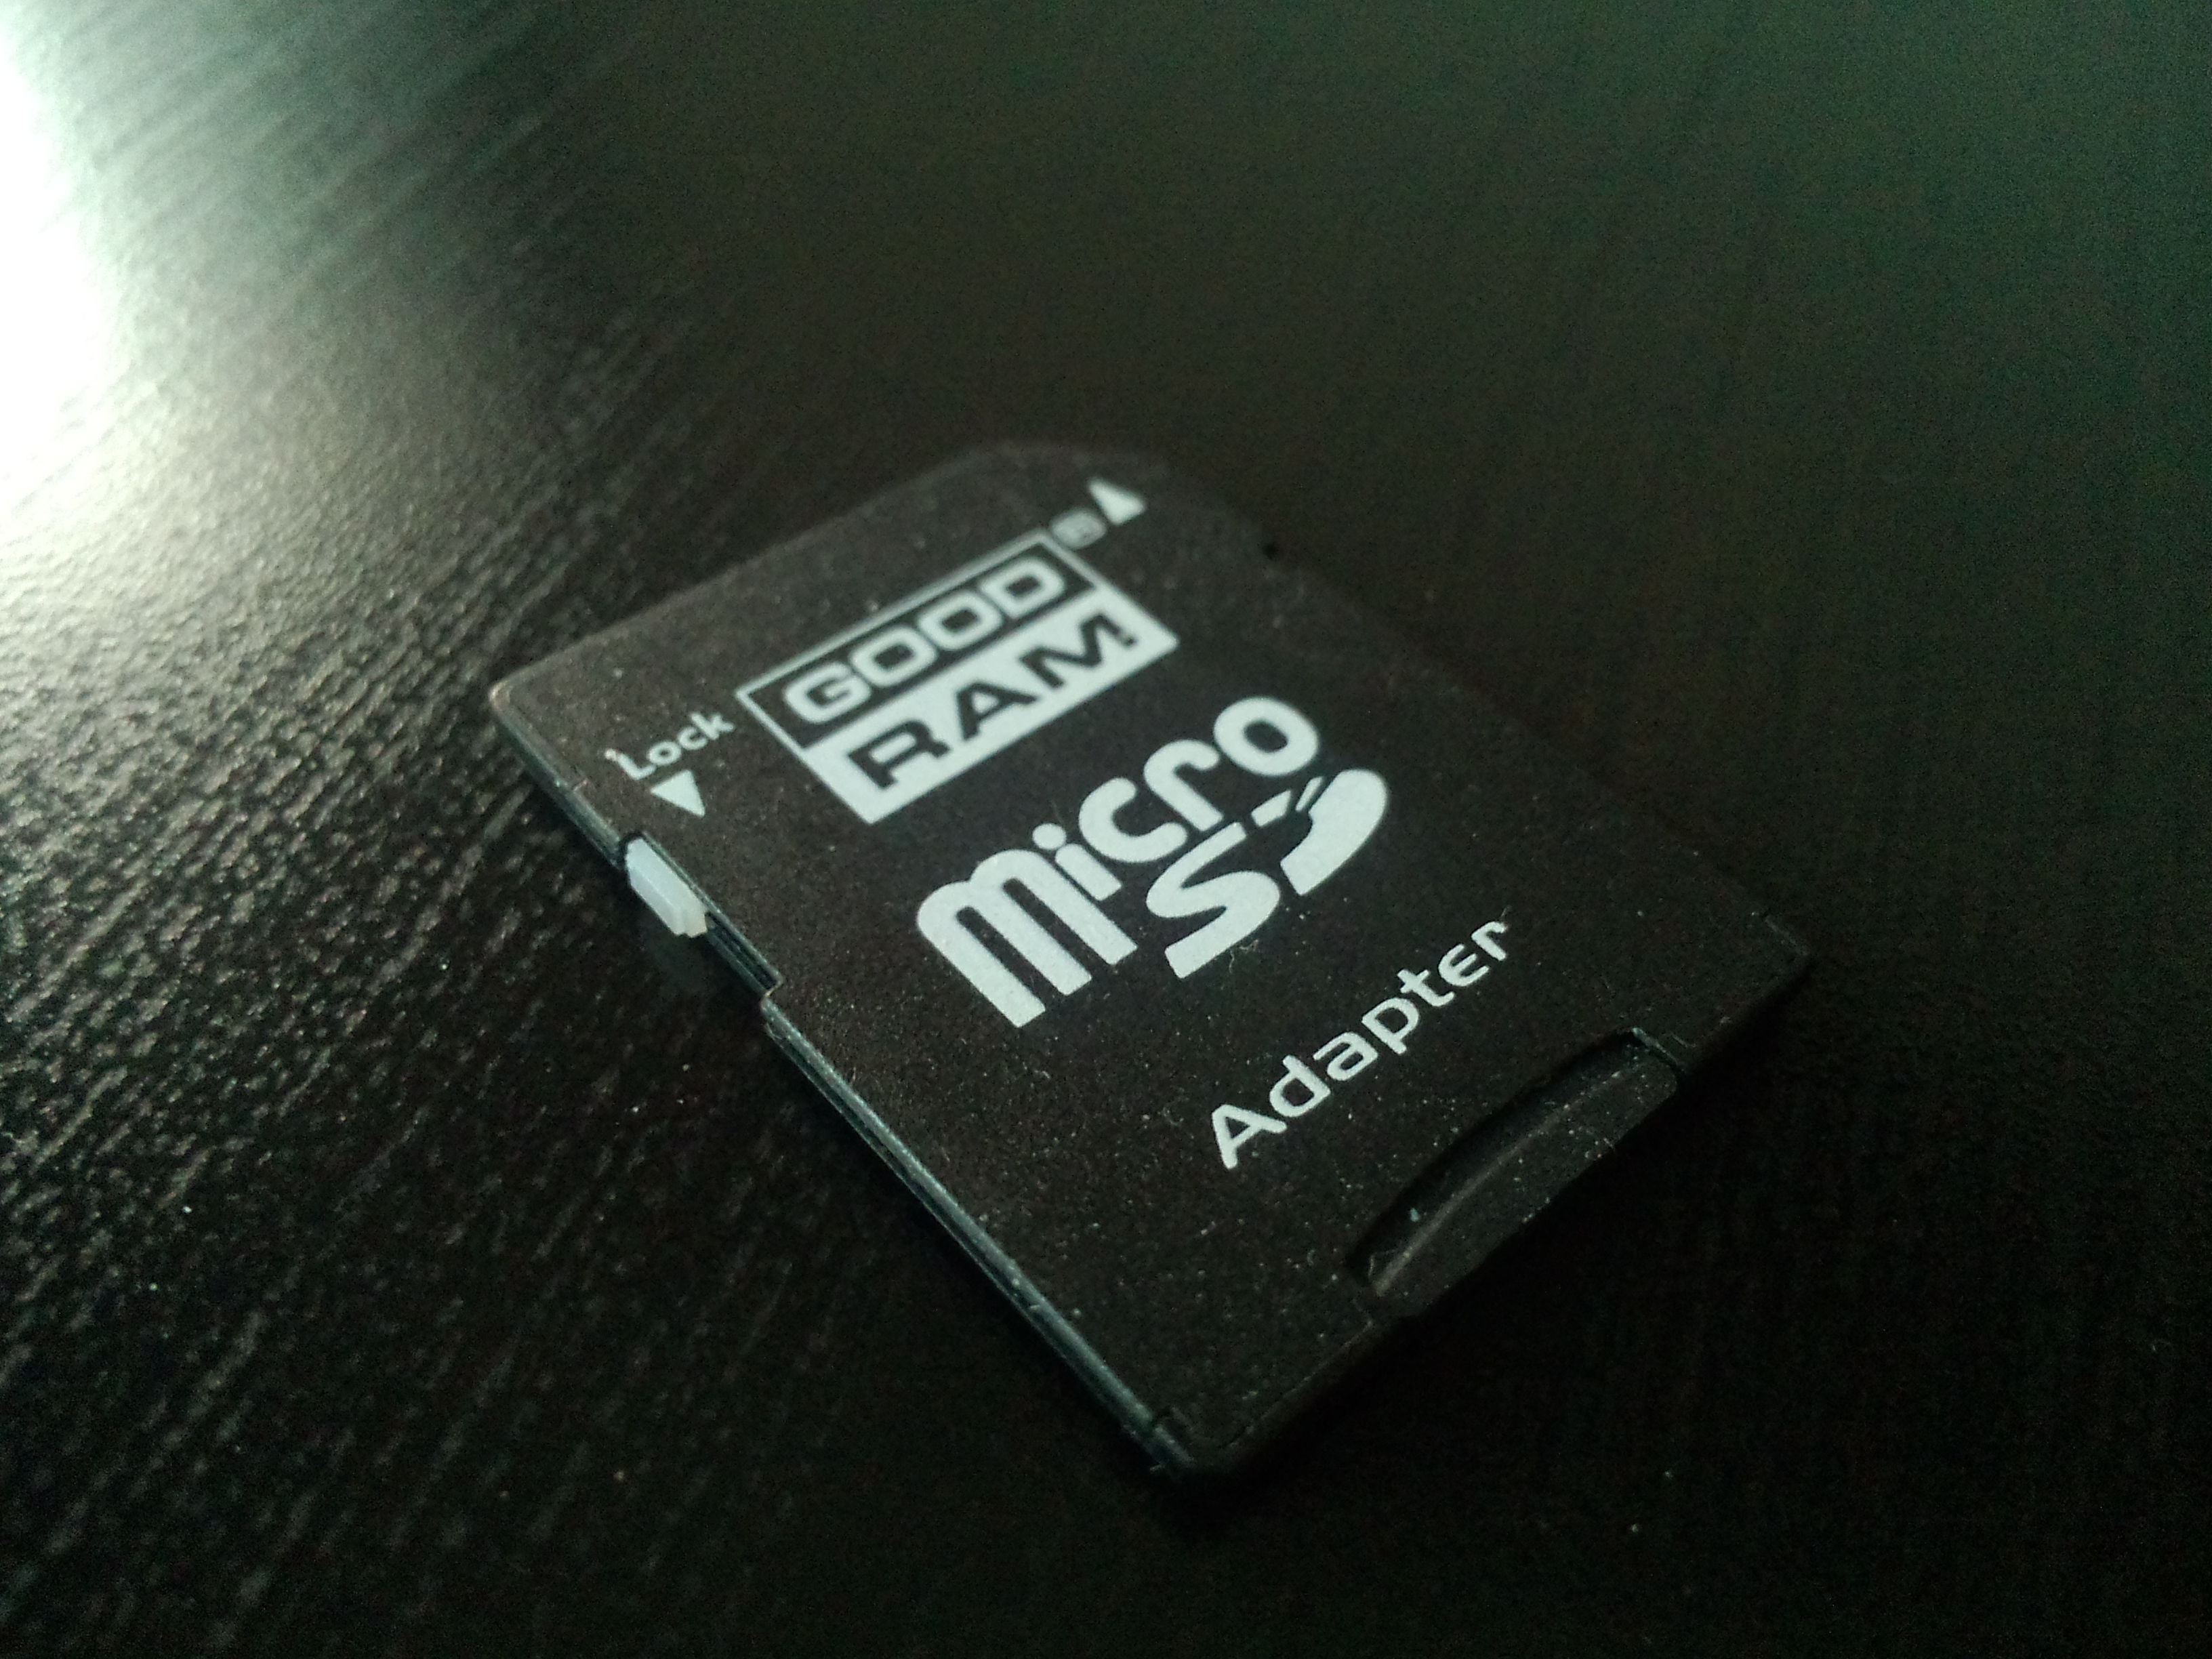 GOOD
RAM
®
Lock
Micro
SD
Adapter